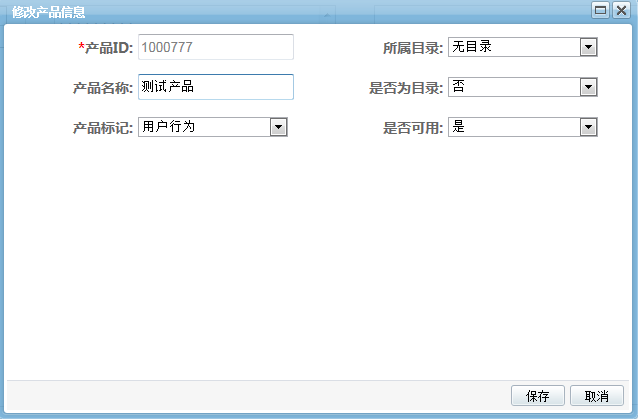 修改产品信息
*产品ID: 1000777 所属目录: 无目录
产品名称: 测试产品 是否为目录: 否
产品标记: 用户行为 是否可用: 是
保存 取消